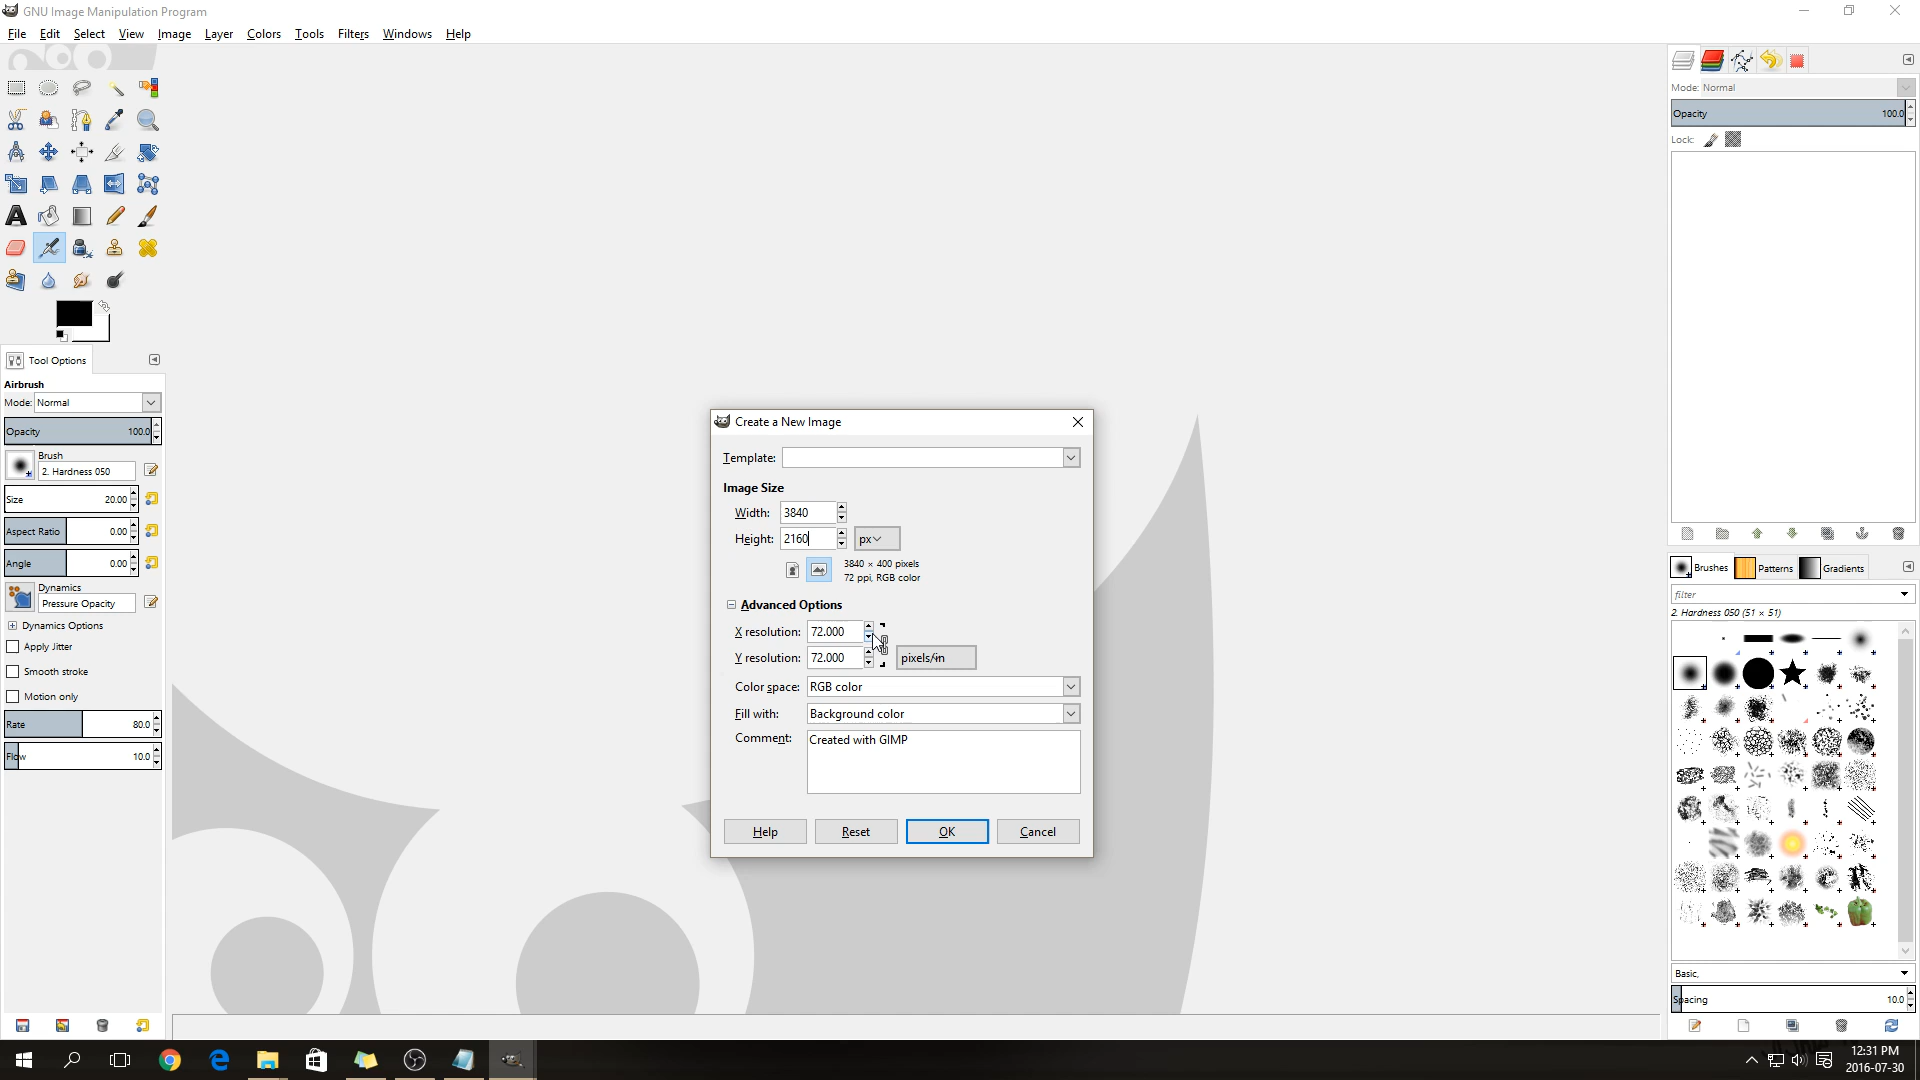 GNU Image Manipulation Program
File Edit Select View Image Layer Colors Tools Filters Windows Help
Tool Options
Airbrush
Mode: Normal
Opacity 100.0
Brush
2. Hardness 050
Size 20.00
Aspect Ratio 0.00
Angle 0.00
Dynamics
Pressure Opacity
Dynamics Options
Apply Jitter
Smooth stroke
Motion only
Rate 80.0
Flow 10.0
Create a New Image
Template:
Image Size
Width: 3840
Height: 2160 px
3840 × 400 pixels
72 ppi, RGB color
Advanced Options
X resolution: 72.000
Y resolution: 72.000 pixels/in
Color space: RGB color
Fill with: Background color
Comment: Created with GIMP
Help Reset OK Cancel
Mode: Normal
Opacity 100.0
Lock:
Brushes Patterns Gradients
filter
2. Hardness 050 (51 × 51)
Basic,
Spacing 10.0
12:31 PM
2016-07-30